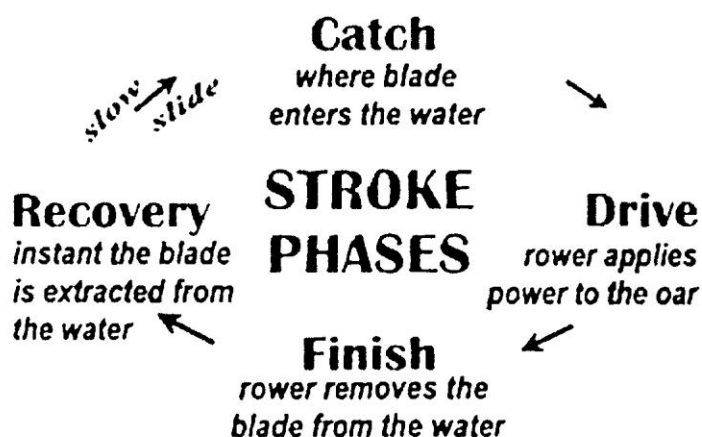 Catch
where blade
enters the water
slow
slide
STROKE
PHASES
Recovery
instant the blade
is extracted from
the water
Drive
rower applies
power to the oar
Finish
rower removes the
blade from the water